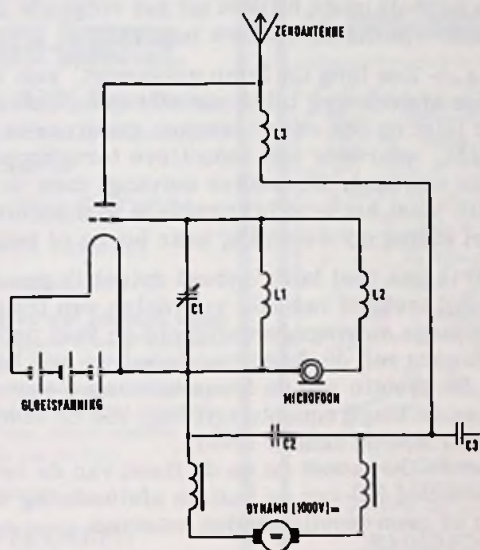 ZENDANTENNE
L3
C1
L1
L2
GLOEISPANNING
MICROFOON
C2
C3
DYNAMO (1000V)=